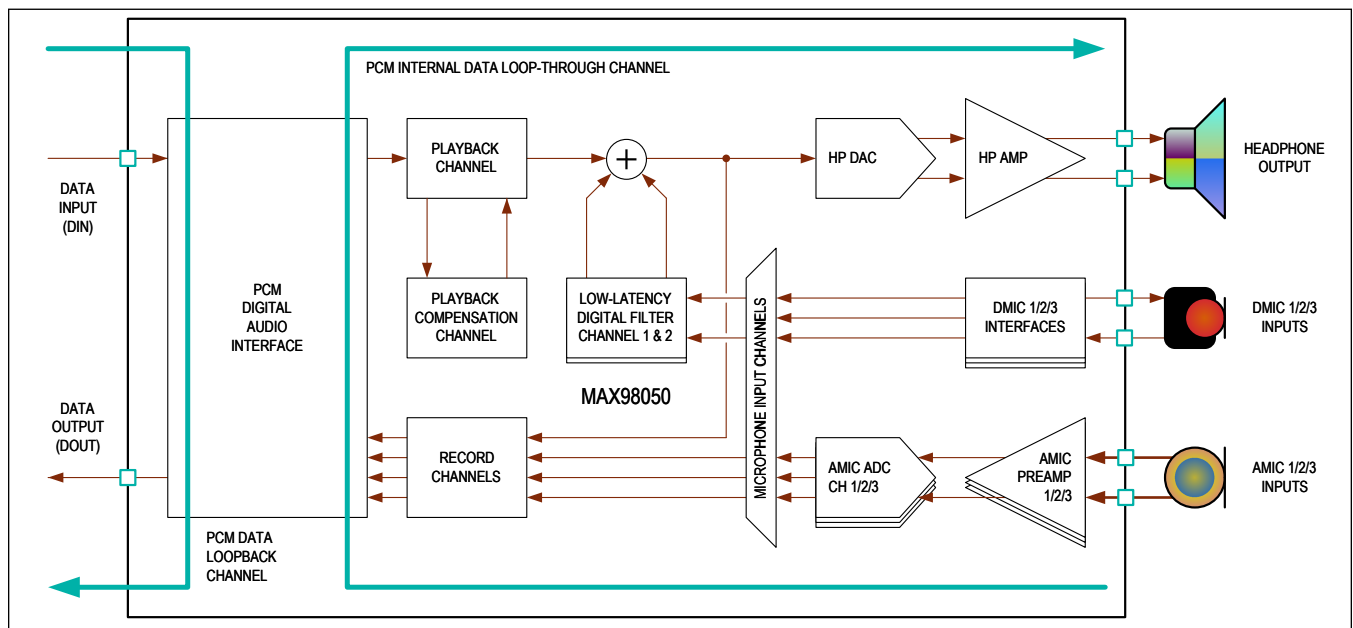 PCM INTERNAL DATA LOOP-THROUGH CHANNEL
DATA
INPUT
(DIN)
PCM
DIGITAL
AUDIO
INTERFACE
PLAYBACK
CHANNEL
+
HP DAC
HP AMP
HEADPHONE
OUTPUT
PLAYBACK
COMPENSATION
CHANNEL
LOW-LATENCY
DIGITAL FILTER
CHANNEL 1 & 2
MICROPHONE INPUT CHANNELS
DMIC 1/2/3
INTERFACES
DMIC 1/2/3
INPUTS
MAX98050
DATA
OUTPUT
(DOUT)
RECORD
CHANNELS
AMIC ADC
CH 1/2/3
AMIC
PREAMP
1/2/3
AMIC 1/2/3
INPUTS
PCM DATA
LOOPBACK
CHANNEL